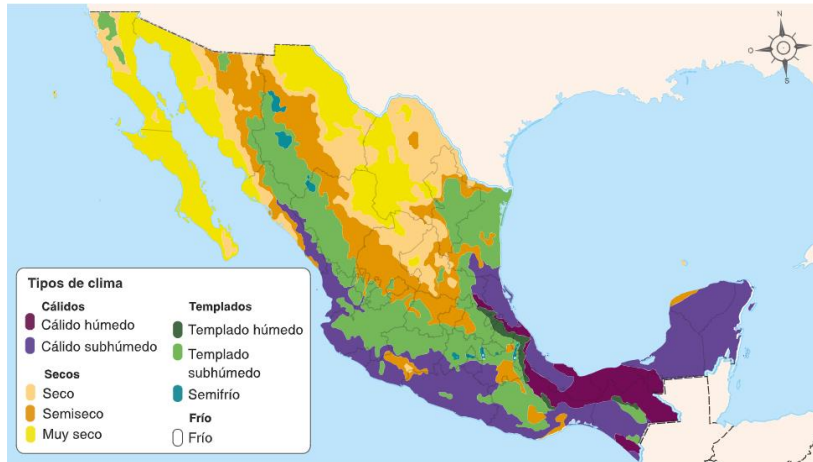 N
O
E
S
Tipos de clima
Cálidos
Cálido húmedo
Cálido subhúmedo
Secos
Seco
Semiseco
Muy seco
Templados
Templado húmedo
Templado
subhúmedo
Semifrío
Frío
Frío